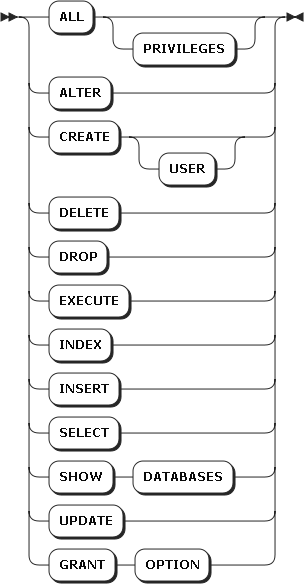 ALL
PRIVILEGES
ALTER
CREATE
USER
DELETE
DROP
EXECUTE
INDEX
INSERT
SELECT
SHOW DATABASES
UPDATE
GRANT OPTION